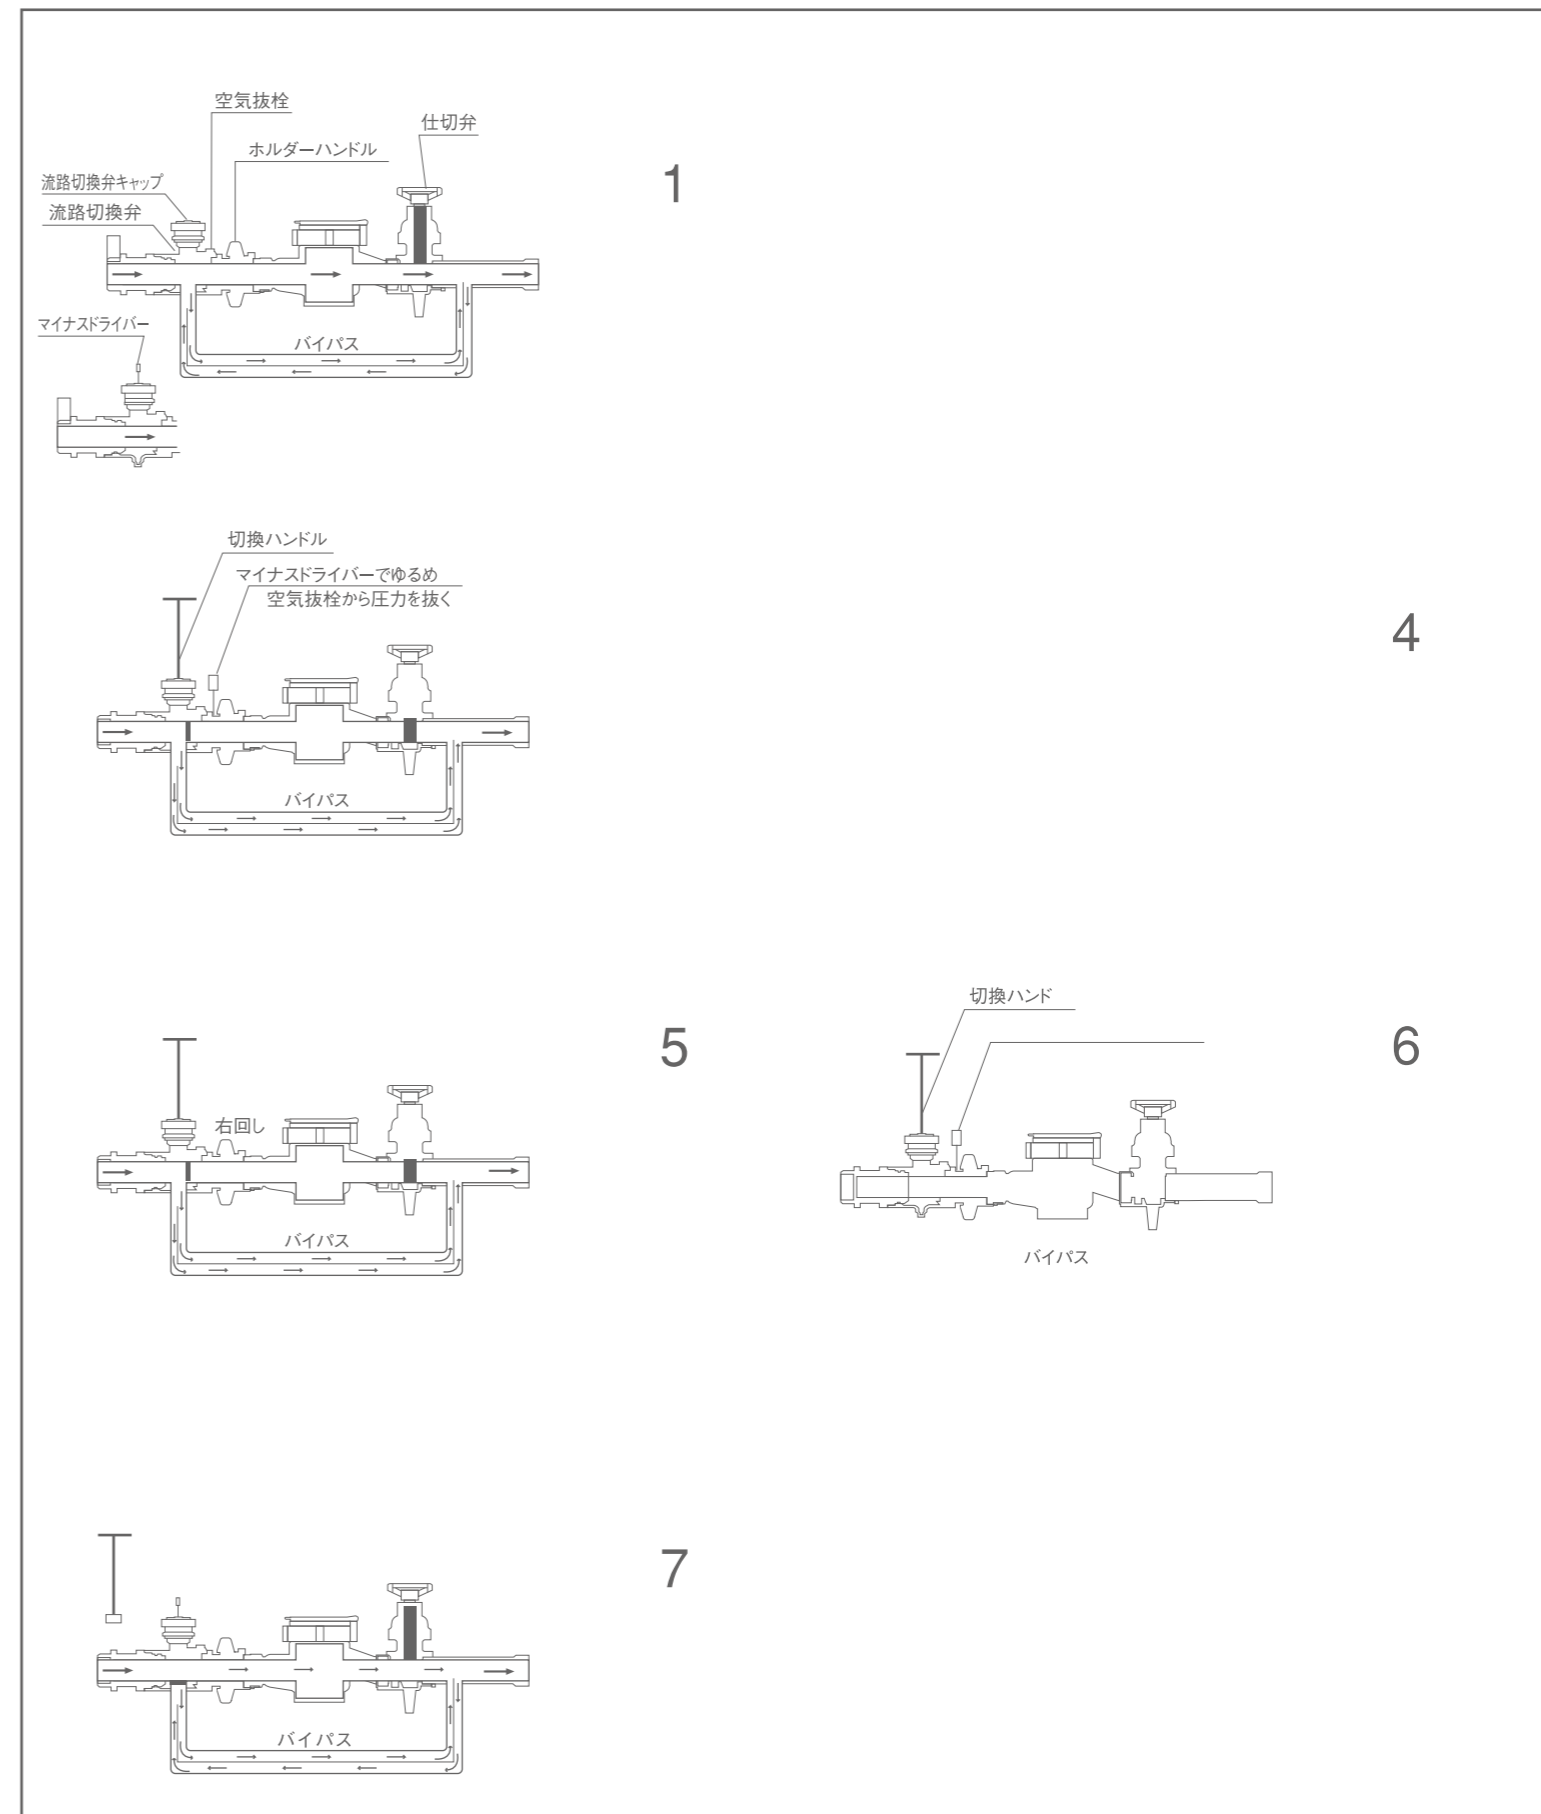 空気抜栓
仕切弁
ホルダーハンドル
流路切換弁キャップ
流路切換弁
1
マイナスドライバー
バイパス
切換ハンドル
マイナスドライバーでゆるめ
空気抜栓から圧力を抜く
4
バイパス
5
右回し
バイパス
切換ハンド
6
バイパス
7
バイパス